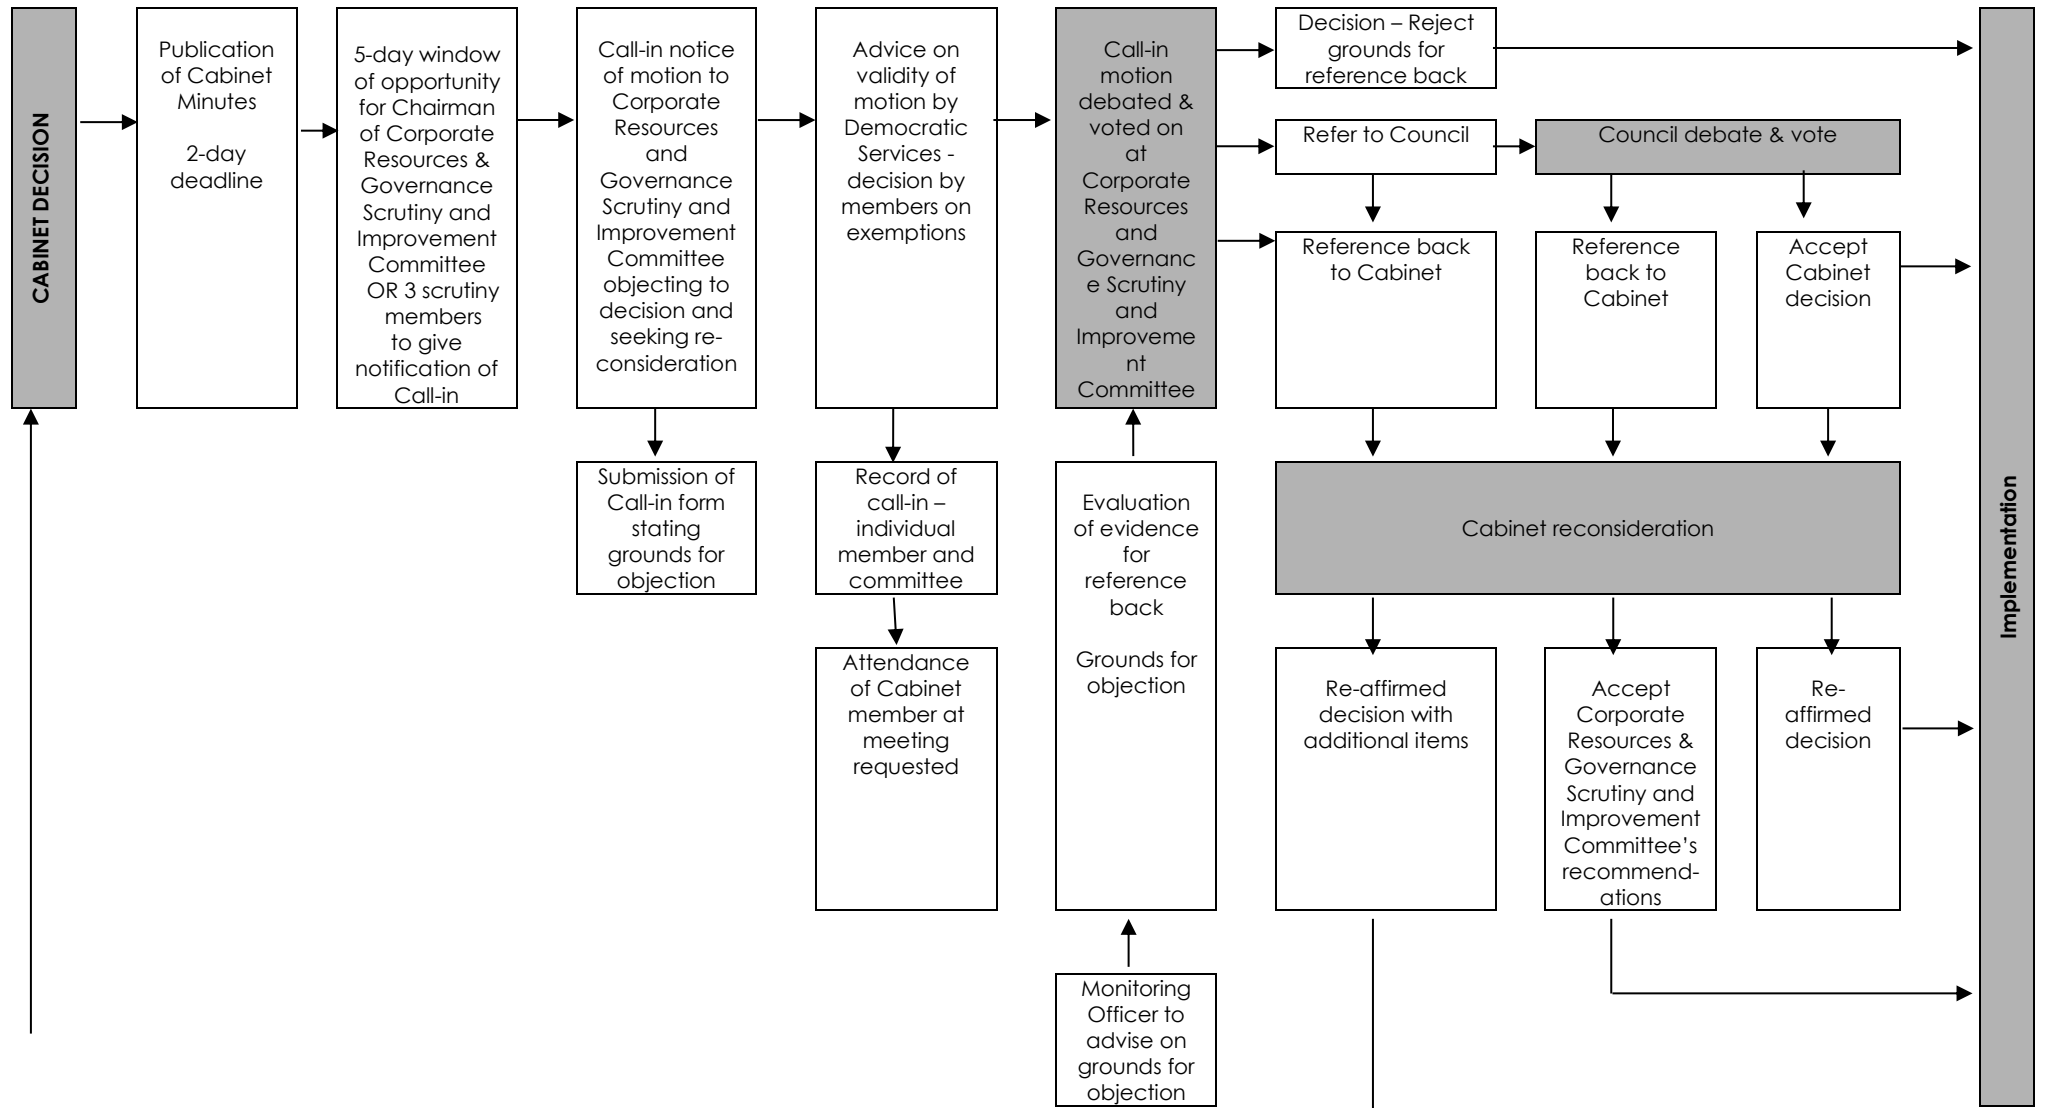 CABINET DECISION
Publication
of Cabinet
Minutes
2-day
deadline
5-day window
of opportunity
for Chairman
of Corporate
Resources &
Governance
Scrutiny and
Improvement
Committee
OR 3 scrutiny
members
to give
notification of
Call-in
Call-in notice
of motion to
Corporate
Resources
and
Governance
Scrutiny and
Improvement
Committee
objecting to
decision and
seeking re-
consideration
Submission of
Call-in form
stating
grounds for
objection
Advice on
validity of
motion by
Democratic
Services -
decision by
members on
exemptions
Record of
call-in –
individual
member and
committee
Attendance
of Cabinet
member at
meeting
requested
Call-in
motion
debated &
voted on
at
Corporate
Resources
and
Governanc
e Scrutiny
and
Improveme
nt
Committee
Evaluation
of evidence
for
reference
back
Grounds for
objection
Monitoring
Officer to
advise on
grounds for
objection
Decision – Reject
grounds for
reference back
Refer to Council
Council debate & vote
Reference back
to Cabinet
Reference
back to
Cabinet
Accept
Cabinet
decision
Cabinet reconsideration
Re-affirmed
decision with
additional items
Accept
Corporate
Resources &
Governance
Scrutiny and
Improvement
Committee’s
recommend-
ations
Re-
affirmed
decision
Implementation